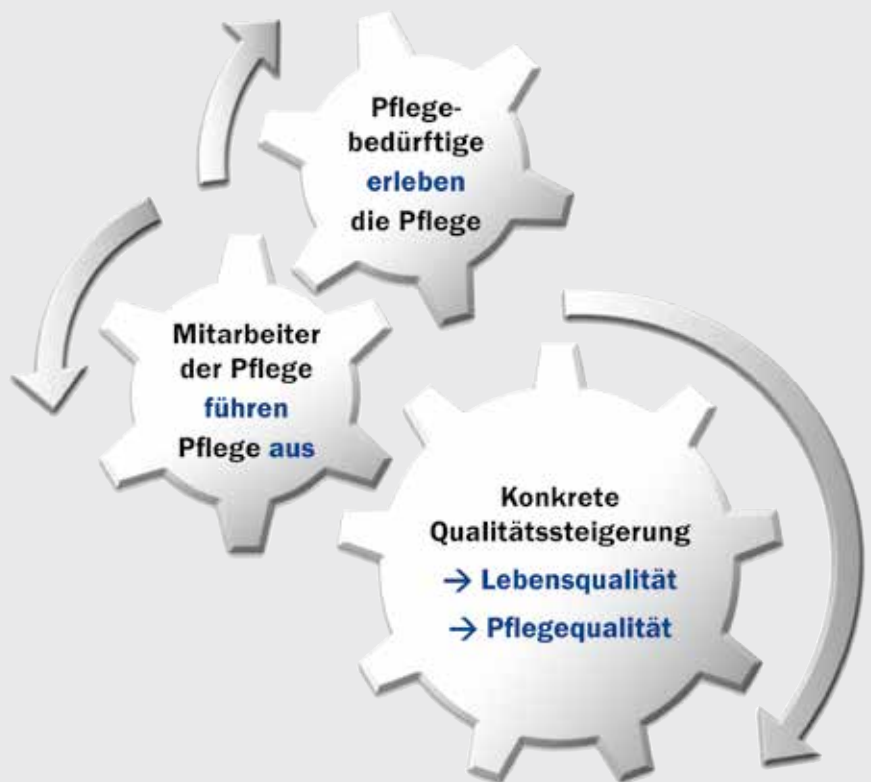 Pflege-
bedürftige
erleben
die Pflege
Mitarbeiter
der Pflege
führen
Pflege aus
Konkrete
Qualitätssteigerung
→ Lebensqualität
→ Pflegequalität